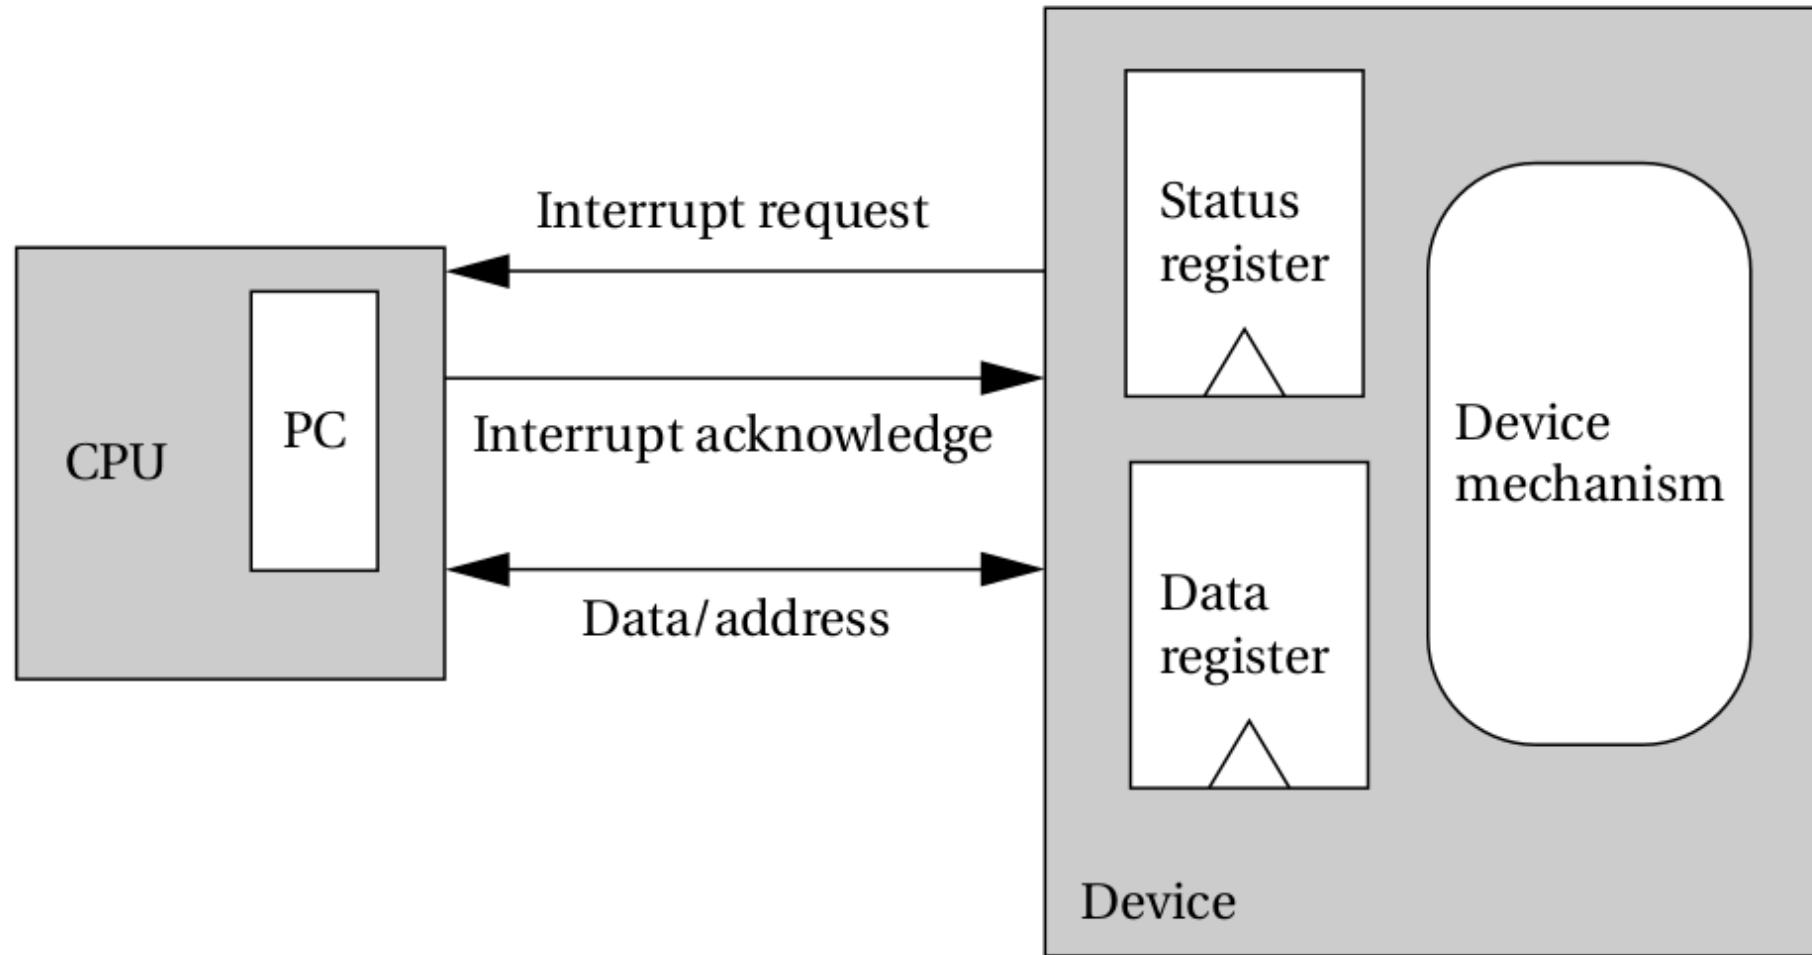 Interrupt request
Interrupt acknowledge
Data/address
CPU
PC
Status
register
Data
register
Device
mechanism
Device